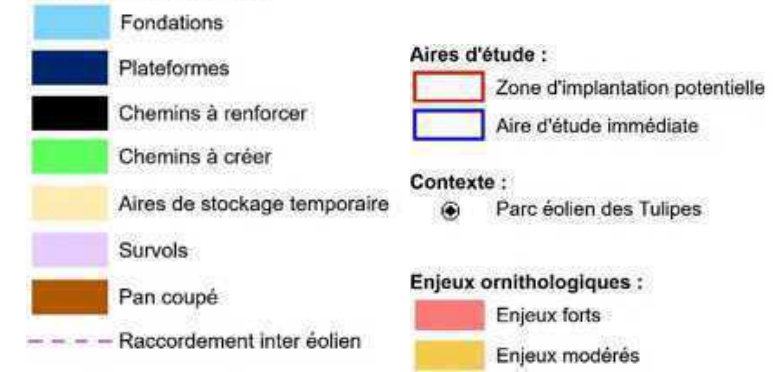 Fondations
Plateformes
Chemins à renforcer
Chemins à créer
Aires de stockage temporaire
Survols
Pan coupé
Raccordement inter éolien
Aires d'étude :
Zone d'implantation potentielle
Aire d'étude immédiate
Contexte :
Parc éolien des Tulipes
Enjeux ornithologiques :
Enjeux forts
Enjeux modérés